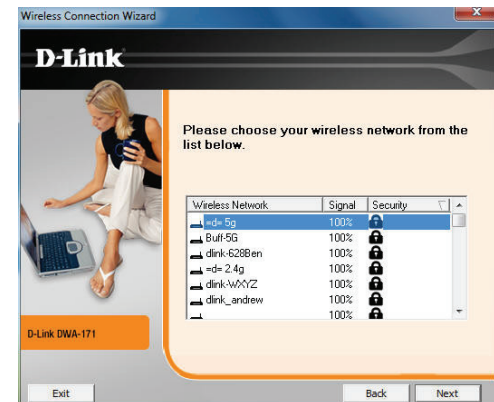 Wireless Connection Wizard
D-Link
Please choose your wireless network from the
list below.
Wireless Network Signal Security
=d= 5g 100%
Buff-5G 100%
dlink-628Ben 100%
=d= 2.4g 100%
dlink-WXYZ 100%
dlink_andrew 100%
100%
D-Link DWA-171
Exit Back Next